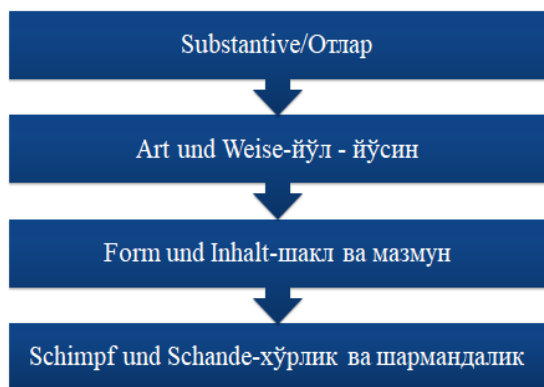 Substantive/Отлар
Art und Weise-йўл - йўсин
Form und Inhalt-шакл ва мазмун
Schimpf und Schande-хўрлик ва шармандалик